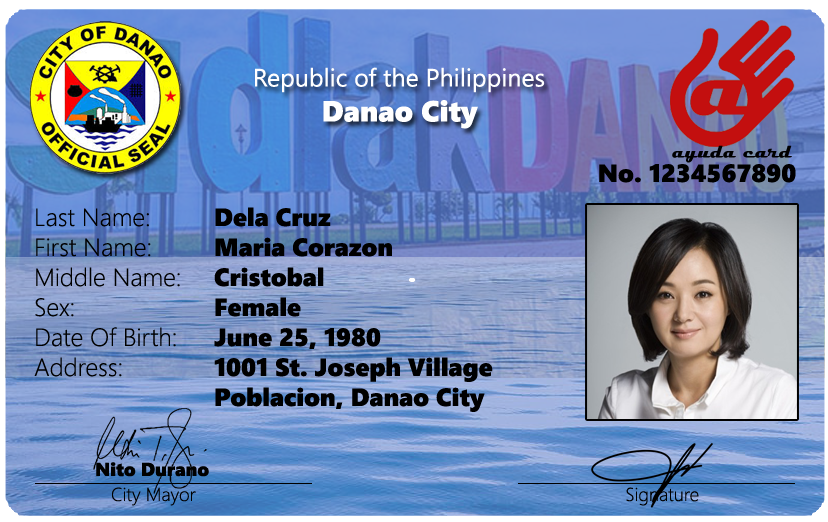 CITY OF DANAO
OFFICIAL SEAL
SidlakDANAO
Republic of the Philippines
Danao City
a
ayuda card
No. 1234567890
Last Name: Dela Cruz
First Name: Maria Corazon
Middle Name: Cristobal
Sex: Female
Date Of Birth: June 25, 1980
Address: 1001 St. Joseph Village
Poblacion, Danao City
Nito Durano
City Mayor
Signature